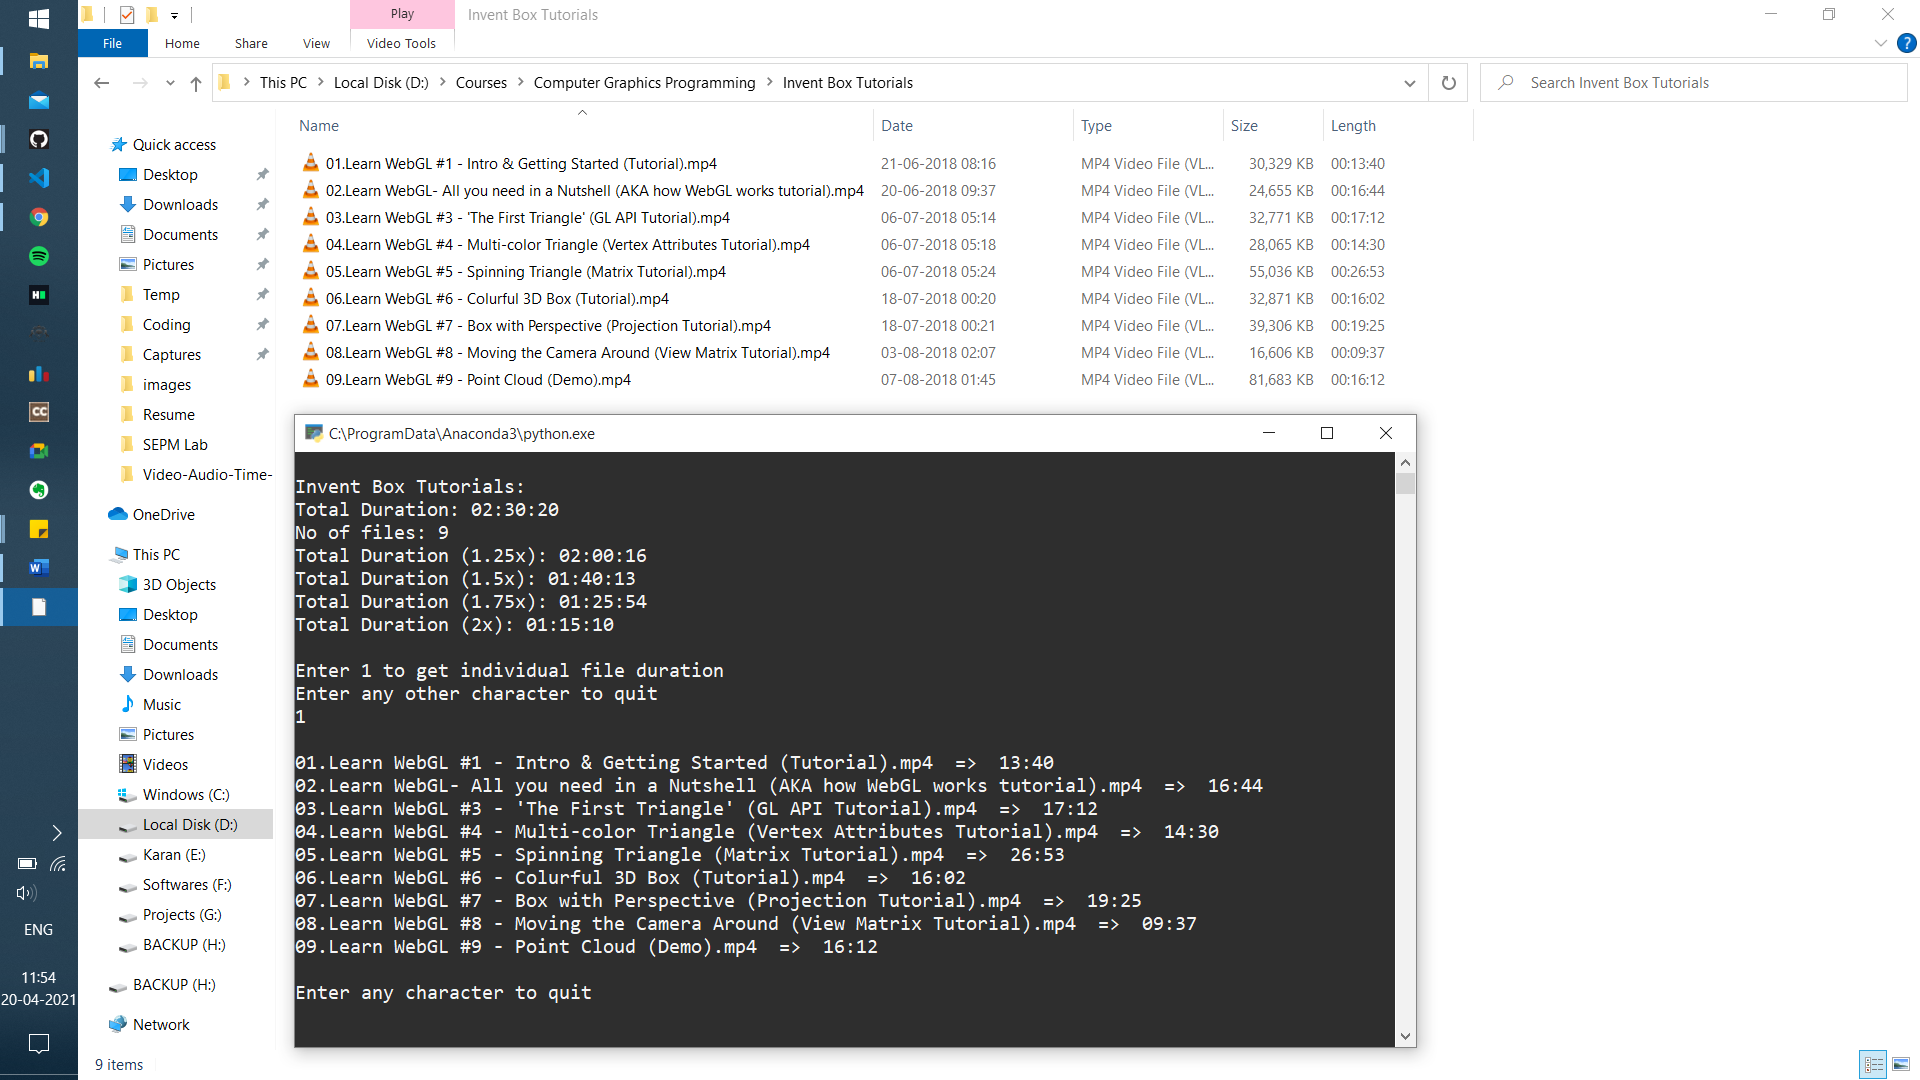 Play
Invent Box Tutorials
File
Home
Share
View
Video Tools
?
This PC
Local Disk (D:)
Courses
Computer Graphics Programming
Invent Box Tutorials
Search Invent Box Tutorials
Name Date Type Size Length
01.Learn WebGL #1 - Intro & Getting Started (Tutorial).mp4 21-06-2018 08:16 MP4 Video File (VL... 30,329 KB 00:13:40
02.Learn WebGL- All you need in a Nutshell (AKA how WebGL works tutorial).mp4 20-06-2018 09:37 MP4 Video File (VL... 24,655 KB 00:16:44
03.Learn WebGL #3 - 'The First Triangle' (GL API Tutorial).mp4 06-07-2018 05:14 MP4 Video File (VL... 32,771 KB 00:17:12
04.Learn WebGL #4 - Multi-color Triangle (Vertex Attributes Tutorial).mp4 06-07-2018 05:18 MP4 Video File (VL... 28,065 KB 00:14:30
05.Learn WebGL #5 - Spinning Triangle (Matrix Tutorial).mp4 06-07-2018 05:24 MP4 Video File (VL... 55,036 KB 00:26:53
06.Learn WebGL #6 - Colurful 3D Box (Tutorial).mp4 18-07-2018 00:20 MP4 Video File (VL... 32,871 KB 00:16:02
07.Learn WebGL #7 - Box with Perspective (Projection Tutorial).mp4 18-07-2018 00:21 MP4 Video File (VL... 39,306 KB 00:19:25
08.Learn WebGL #8 - Moving the Camera Around (View Matrix Tutorial).mp4 03-08-2018 02:07 MP4 Video File (VL... 16,606 KB 00:09:37
09.Learn WebGL #9 - Point Cloud (Demo).mp4 07-08-2018 01:45 MP4 Video File (VL... 81,683 KB 00:16:12
Quick access
Desktop
Downloads
Documents
Pictures
Temp
Coding
Captures
images
Resume
SEPM Lab
Video-Audio-Time-
OneDrive
This PC
3D Objects
Desktop
Documents
Downloads
Music
Pictures
Videos
Windows (C:)
Local Disk (D:)
Karan (E:)
Softwares (F:)
Projects (G:)
BACKUP (H:)
BACKUP (H:)
Network
9 items
C:\ProgramData\Anaconda3\python.exe
Invent Box Tutorials:
Total Duration: 02:30:20
No of files: 9
Total Duration (1.25x): 02:00:16
Total Duration (1.5x): 01:40:13
Total Duration (1.75x): 01:25:54
Total Duration (2x): 01:15:10
Enter 1 to get individual file duration
Enter any other character to quit
1
01.Learn WebGL #1 - Intro & Getting Started (Tutorial).mp4  =>  13:40
02.Learn WebGL- All you need in a Nutshell (AKA how WebGL works tutorial).mp4  =>  16:44
03.Learn WebGL #3 - 'The First Triangle' (GL API Tutorial).mp4  =>  17:12
04.Learn WebGL #4 - Multi-color Triangle (Vertex Attributes Tutorial).mp4  =>  14:30
05.Learn WebGL #5 - Spinning Triangle (Matrix Tutorial).mp4  =>  26:53
06.Learn WebGL #6 - Colurful 3D Box (Tutorial).mp4  =>  16:02
07.Learn WebGL #7 - Box with Perspective (Projection Tutorial).mp4  =>  19:25
08.Learn WebGL #8 - Moving the Camera Around (View Matrix Tutorial).mp4  =>  09:37
09.Learn WebGL #9 - Point Cloud (Demo).mp4  =>  16:12
Enter any character to quit
H
CC
W
ENG
11:54
20-04-2021